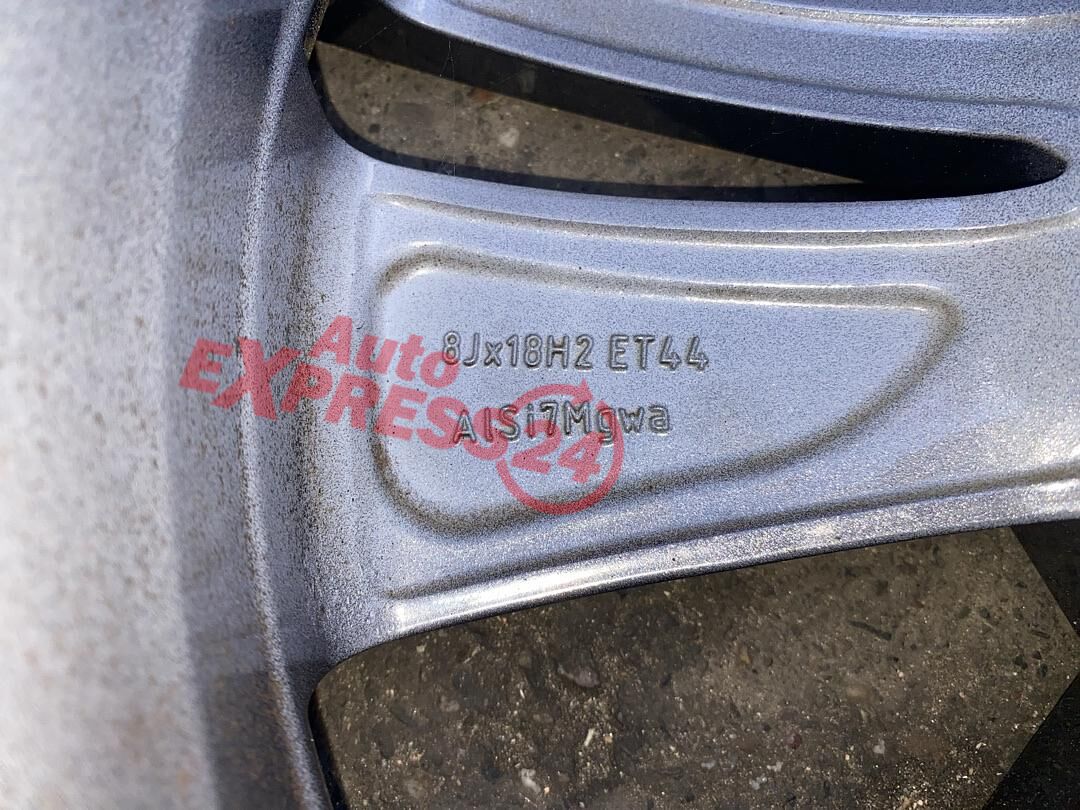 8Jx18H2 ET44
AlSi7Mgwa
Auto
EXPRESS24